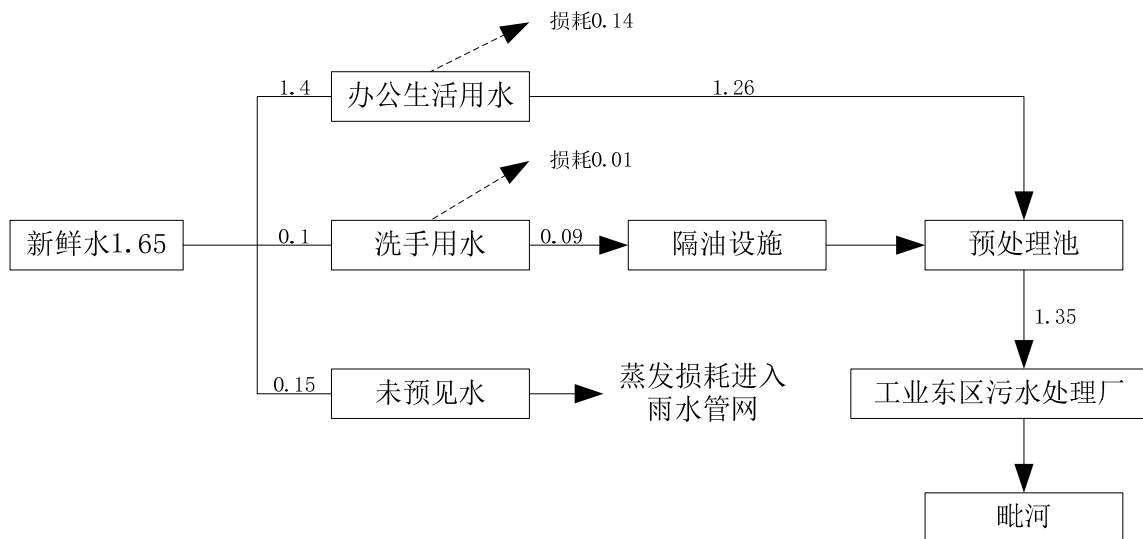 损耗0.14
1.4
办公生活用水
1.26
损耗0.01
新鲜水1.65
0.1
洗手用水
0.09
隔油设施
预处理池
1.35
0.15
未预见水
蒸发损耗进入
雨水管网
工业东区污水处理厂
毗河